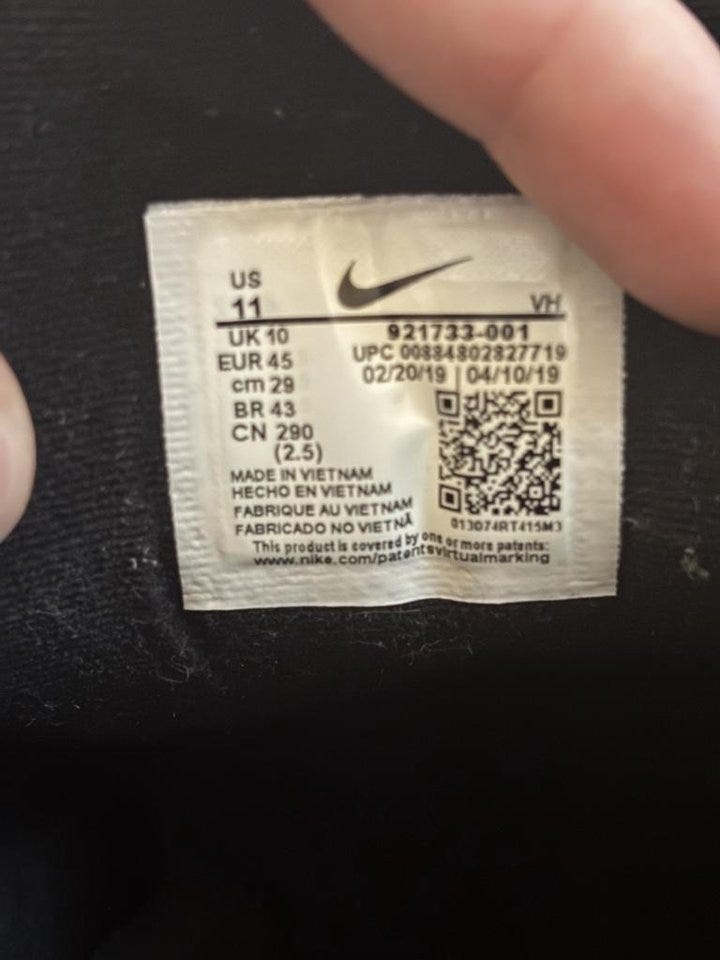 US
11
VH
UK 10
EUR 45
cm 29
BR 43
CN 290
(2.5)
921733-001
UPC 00884802827719
02/20/19 | 04/10/19
MADE IN VIETNAM
HECHO EN VIETNAM
FABRIQUE AU VIETNAM
FABRICADO NO VIETNÃ
013074RT415M3
This product is covered by one or more patents:
www.nike.com/patentsvirtualmarking